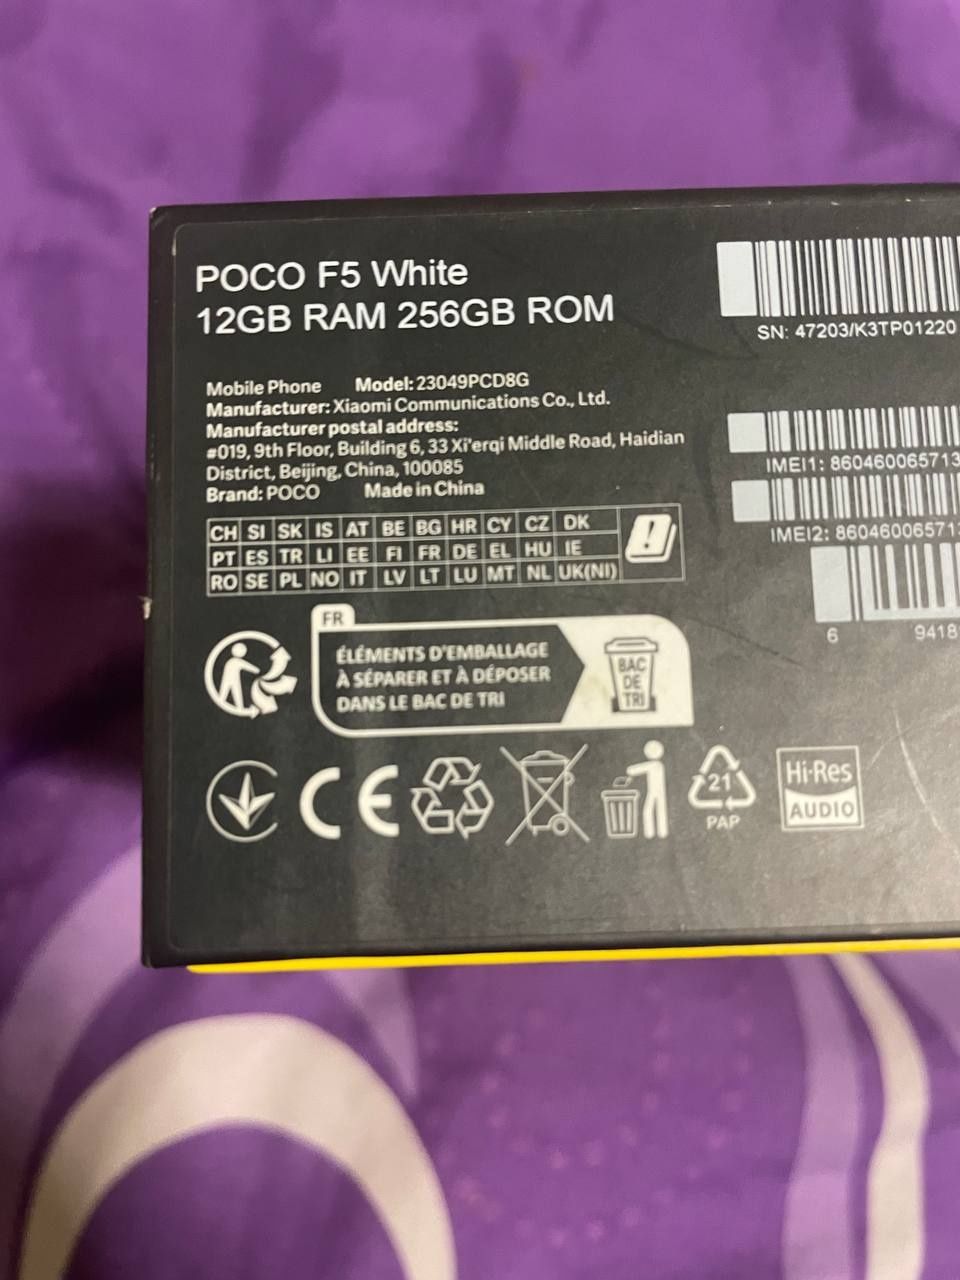 POCO F5 White
12GB RAM 256GB ROM
SN: 47203/K3TP01220
Mobile Phone Model: 23049PCD8G
Manufacturer: Xiaomi Communications Co., Ltd.
Manufacturer postal address:
#019, 9th Floor, Building 6, 33 Xi'erqi Middle Road, Haidian
District, Beijing, China, 100085
Brand: POCO Made in China
IMEI1: 860460065713
IMEI2: 860460065713
6 9418
CH SI SK IS AT BE BG HR CY CZ DK
PT ES TR LI EE FI FR DE EL HU IE
RO SE PL NO IT LV LT LU MT NL UK(NI)
FR
ÉLÉMENTS D'EMBALLAGE
À SÉPARER ET À DÉPOSER
DANS LE BAC DE TRI
BAC
DE
TRI
CE
21
PAP
Hi-Res
AUDIO